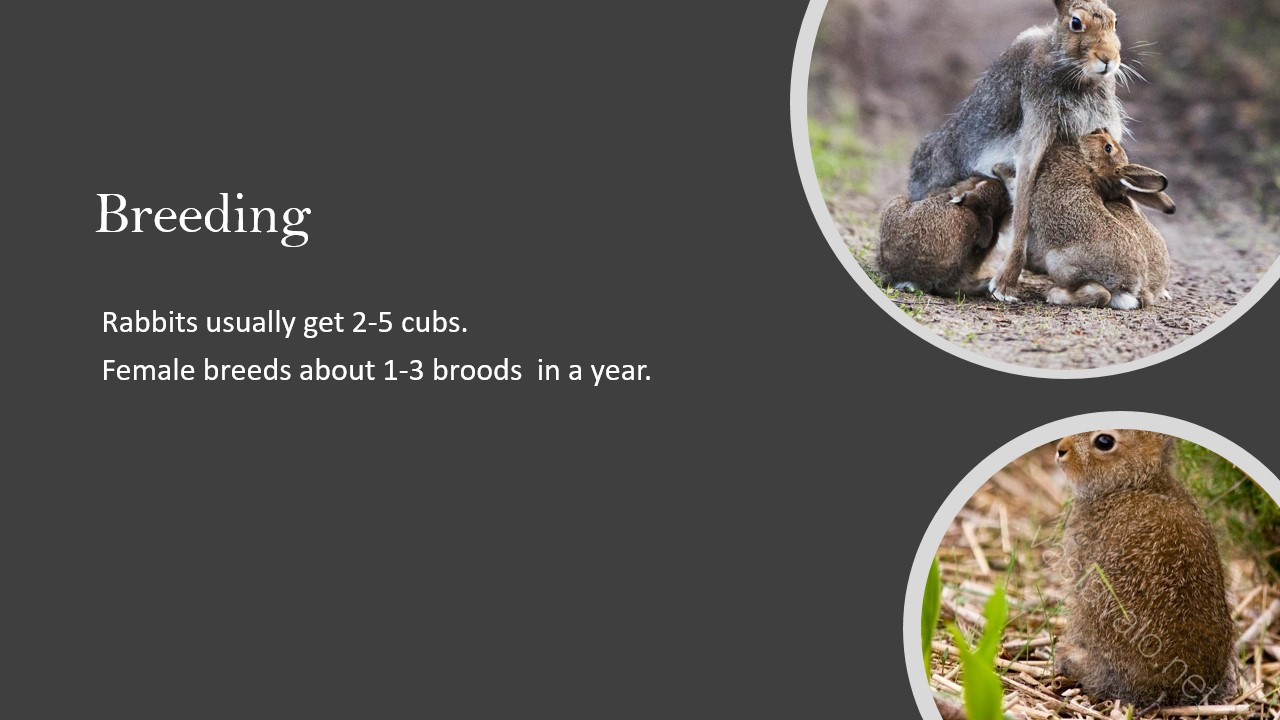 Breeding
Rabbits usually get 2-5 cubs.
Female breeds about 1-3 broods  in a year.